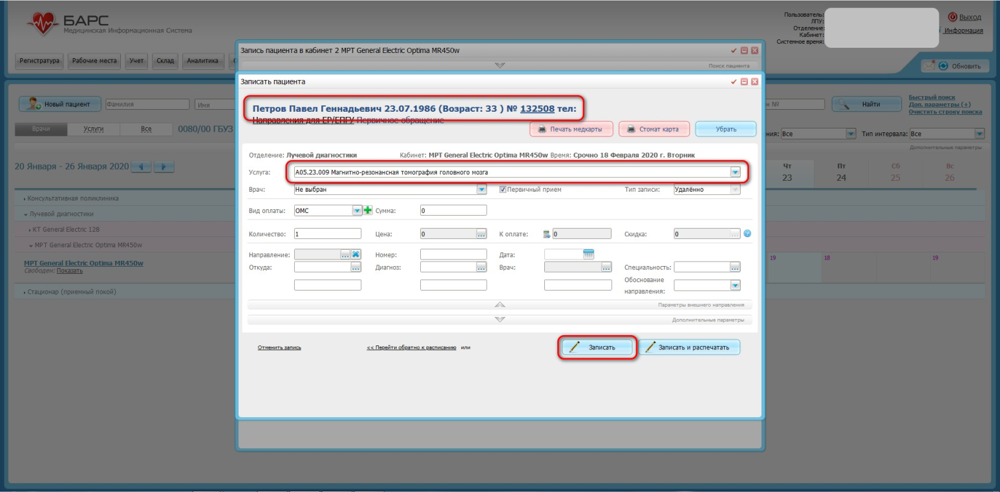 БАРС
Медицинская Информационная Система
Пользователь:
ЛПУ:
Отделение:
Кабинет:
Системное время:
Выход
Информация
Регистратура Рабочие места Учет Склад Аналитика
Обновить
Запись пациента в кабинет 2 МРТ General Electric Optima MR450w
Поиск пациента
Записать пациента
Новый пациент Фамилия Имя
Найти
Быстрый поиск
Доп. параметры (+)
Очистить строку поиска
Врачи Услуги Все 0080/00 ГБУЗ
Все Тип интервала: Все
Дополнительные параметры
20 Января - 26 Января 2020
Чт Пт Сб Вс
23 24 25 26
Консультативная поликлиника
Лучевой диагностики
КТ General Electric 128
МРТ General Electric Optima MR450w
МРТ General Electric Optima MR450w
Свободен: Показать
19 18 19
Стационар (приемный покой)
Петров Павел Геннадьевич 23.07.1986 (Возраст: 33 ) № 132508 тел:
Направления для ЕР/ЕПГУ Первичное обращение
Печать медкарты Стомат карта Убрать
Отделение: Лучевой диагностики Кабинет: МРТ General Electric Optima MR450w Время: Срочно 18 Февраля 2020 г. Вторник
Услуга: A05.23.009 Магнитно-резонансная томография головного мозга
Врач: Не выбран Первичный прием Тип записи: Удалённо
Вид оплаты: ОМС Сумма: 0
Количество: 1 Цена: 0 К оплате: 0 Скидка: 0
Направление: Номер: Дата:
Откуда: Диагноз: Врач: Специальность:
Обоснование
направления:
Параметры внешнего направления
Дополнительные параметры
Отменить запись << Перейти обратно к расписанию или Записать Записать и распечатать